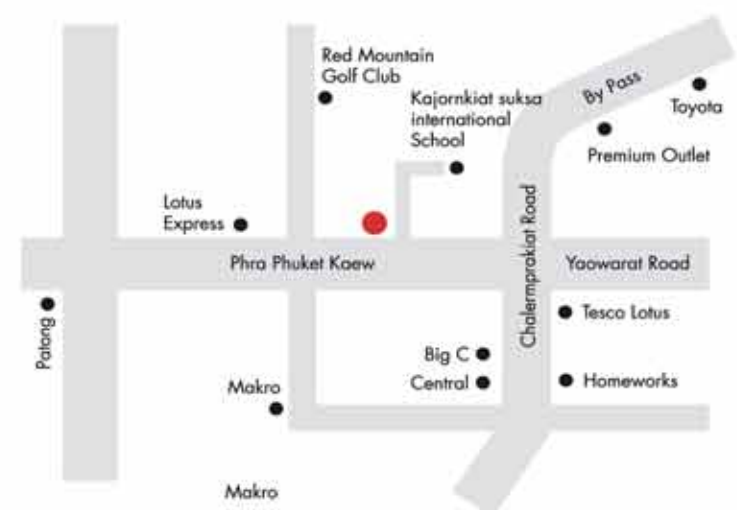 Red Mountain
Golf Club
Kajornkiat suksa
international
School
By Pass
Toyota
Premium Outlet
Lotus
Express
Phra Phuket Kaew
Chalermprakiat Road
Yaowarat Road
Patong
Tesco Lotus
Big C
Central
Homeworks
Makro
Makro